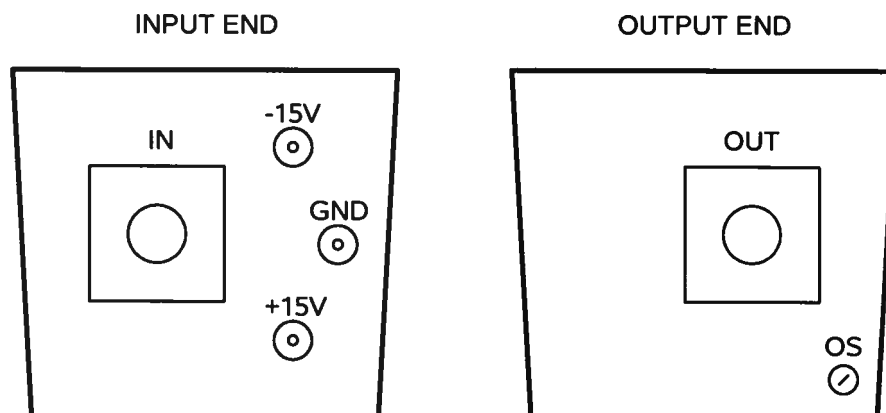 INPUT END
OUTPUT END
-15V
IN
OUT
GND
+15V
OS